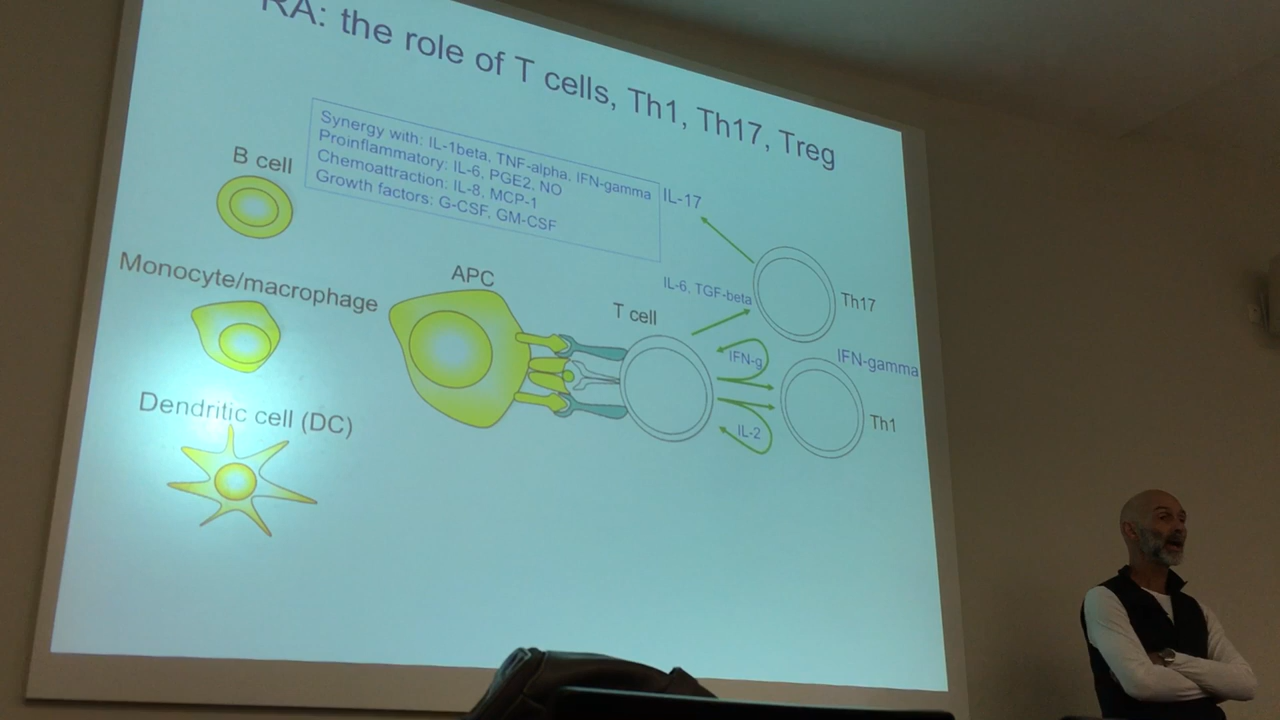 RA: the role of T cells, Th1, Th17, Treg
Synergy with: IL-1beta, TNF-alpha, IFN-gamma
Proinflammatory: IL-6, PGE2, NO
Chemoattraction: IL-8, MCP-1
Growth factors: G-CSF, GM-CSF
IL-17
B cell
Monocyte/macrophage
APC
T cell
IL-6, TGF-beta
Th17
IFN-g
IFN-gamma
Dendritic cell (DC)
IL-2
Th1